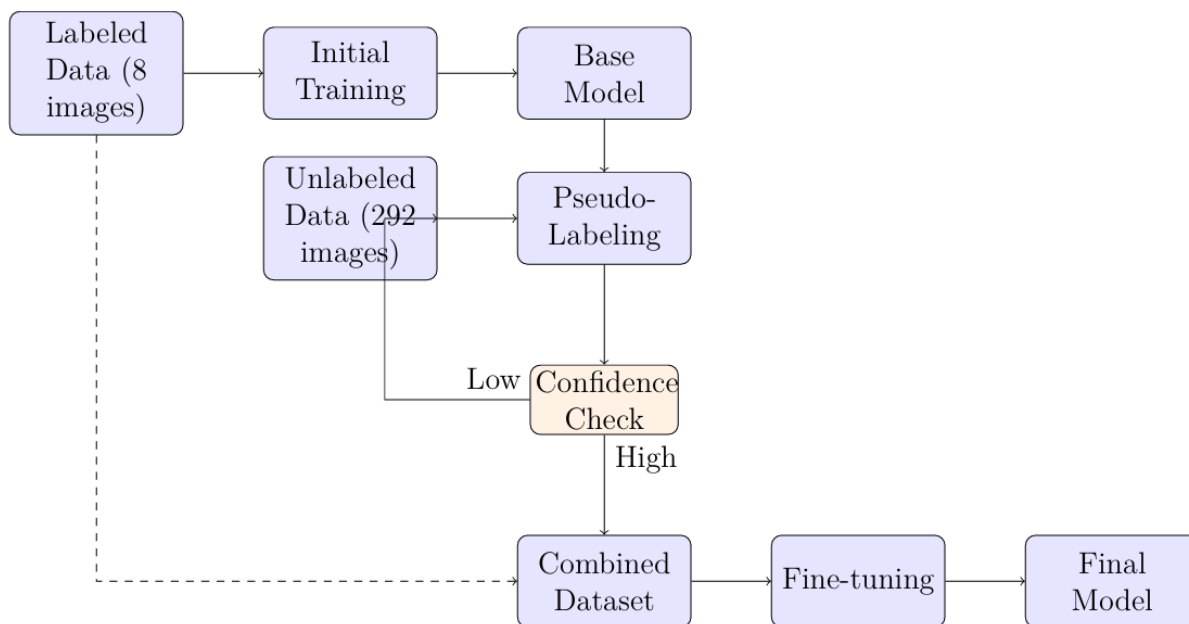 Labeled
Data (8
images)
Initial
Training
Base
Model
Unlabeled
Data (292
images)
Pseudo-
Labeling
Low
Confidence
Check
High
Combined
Dataset
Fine-tuning
Final
Model